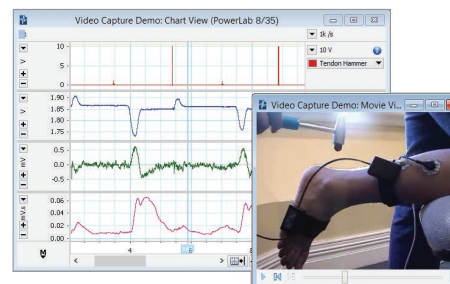 Video Capture Demo: Chart View (PowerLab 8/35)
1k /s
10 V
Tendon Hammer
10
5
0
V
1.90
1.85
1.80
1.75
V
0.5
0.0
-0.5
mV
0.06
0.04
0.02
0.00
mV.s
4
8
Video Capture Demo: Movie Vi...